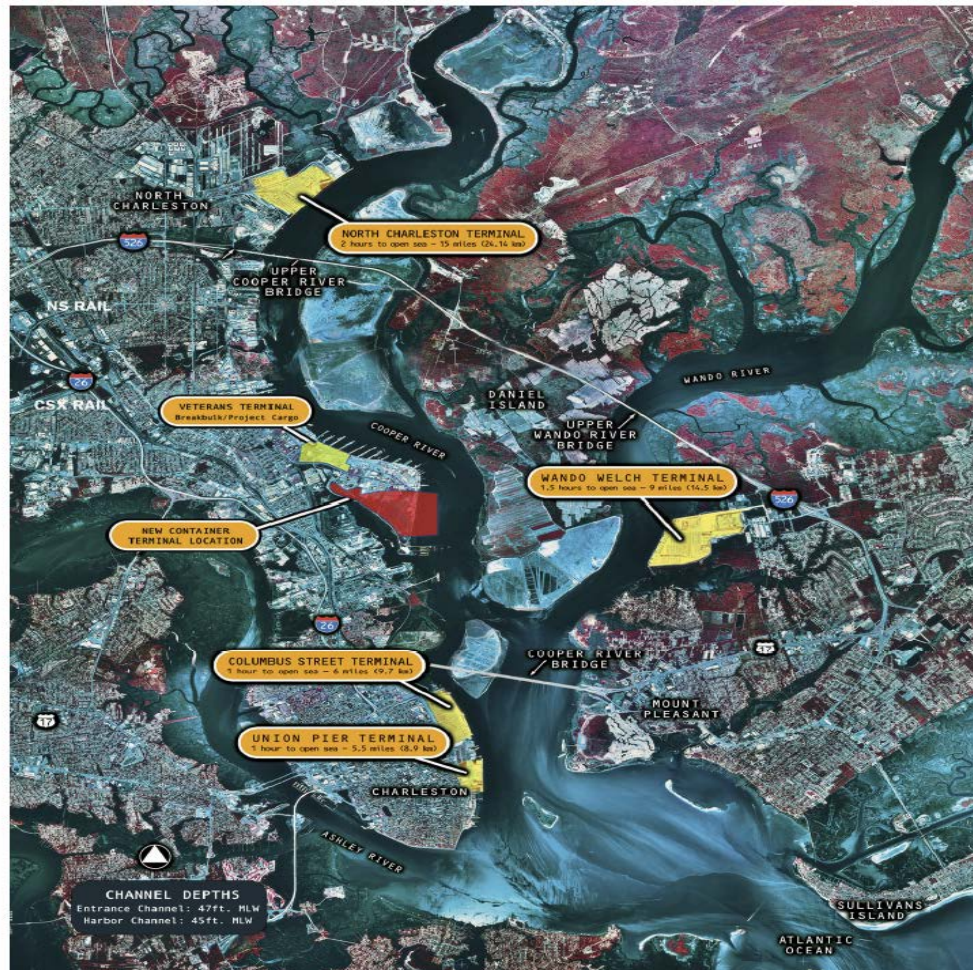 NORTH
CHARLESTON
NORTH CHARLESTON TERMINAL
2 hours to open sea – 15 miles (24.14 km)
526
UPPER
COOPER RIVER
BRIDGE
NS RAIL
26
CSX RAIL
WANDO RIVER
DANIEL
ISLAND
VETERANS TERMINAL
Breakbulk/Project Cargo
COOPER RIVER
UPPER
WANDO RIVER
BRIDGE
WANDO WELCH TERMINAL
1.5 hours to open sea – 9 miles (14.5 km)
526
NEW CONTAINER
TERMINAL LOCATION
26
COOPER RIVER
BRIDGE
17
COLUMBUS STREET TERMINAL
1 hour to open sea – 6 miles (9.7 km)
MOUNT
PLEASANT
17
UNION PIER TERMINAL
1 hour to open sea – 5.5 miles (8.9 km)
CHARLESTON
ASHLEY RIVER
CHANNEL DEPTHS
Entrance Channel: 47ft. MLW
Harbor Channel: 45ft. MLW
SULLIVANS
ISLAND
ATLANTIC
OCEAN